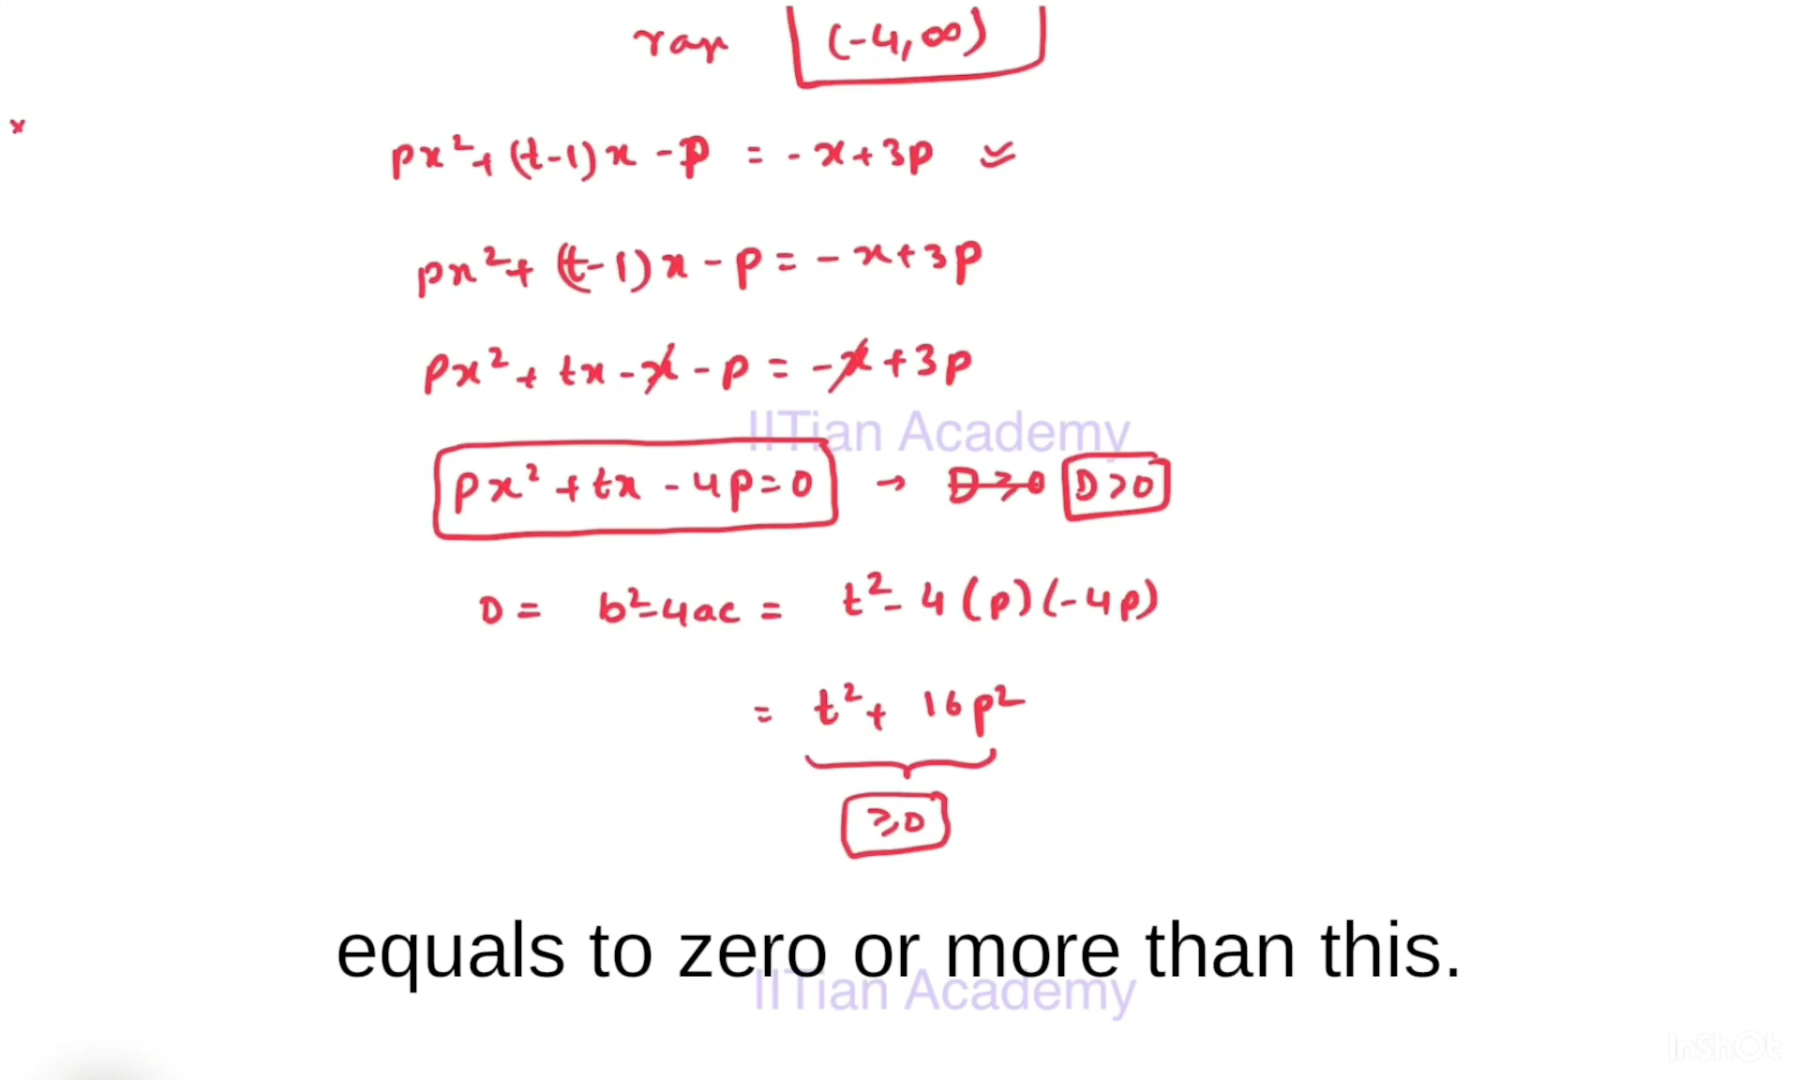 ran (-4, ∞)
x
px² + (t-1)x - p = -x + 3p
px² + (t-1)x - p = -x + 3p
px² + tx - x - p = -x + 3p
IITian Academy
px² + tx - 4p = 0 → D ≥ 0 D > 0
D = b² - 4ac = t² - 4(p)(-4p)
= t² + 16p²
≥ 0
equals to zero or more than this.
IITian Academy
InShOt